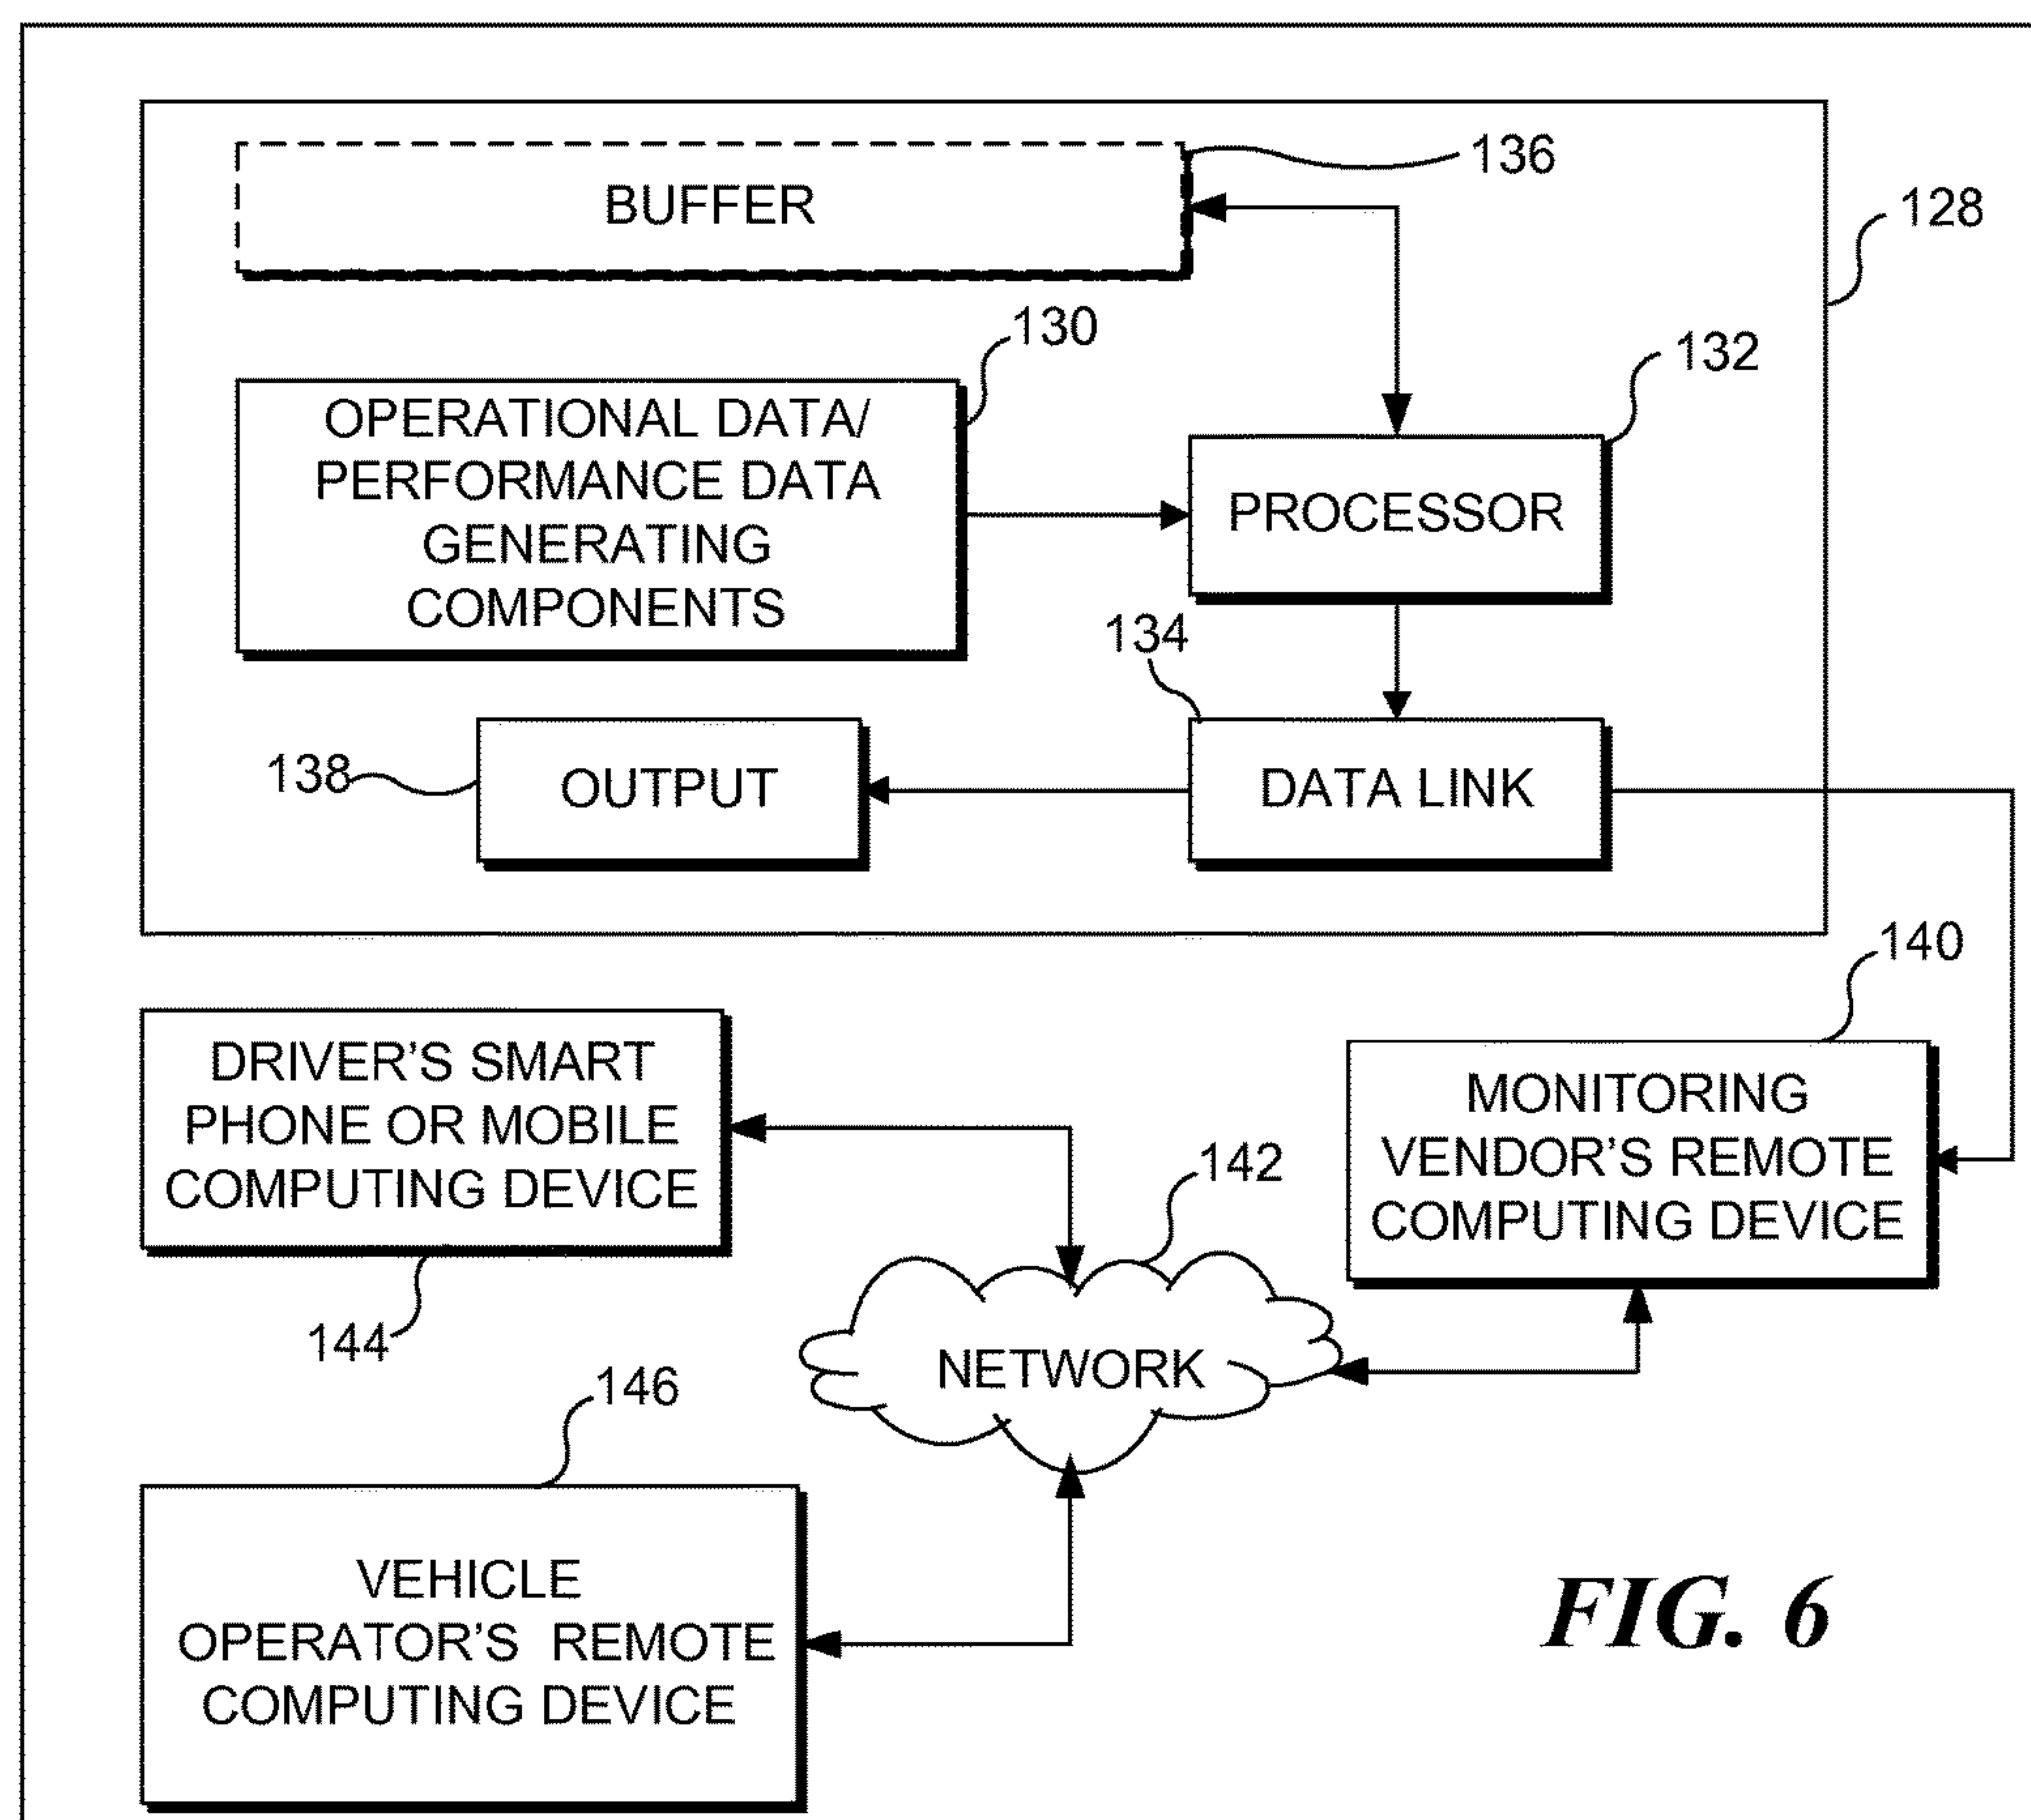 136
BUFFER
128
130
132
OPERATIONAL DATA/
PERFORMANCE DATA
GENERATING
COMPONENTS
PROCESSOR
134
138
OUTPUT
DATA LINK
140
DRIVER'S SMART
PHONE OR MOBILE
COMPUTING DEVICE
MONITORING
VENDOR'S REMOTE
COMPUTING DEVICE
142
144
NETWORK
146
VEHICLE
OPERATOR'S REMOTE
COMPUTING DEVICE
FIG. 6